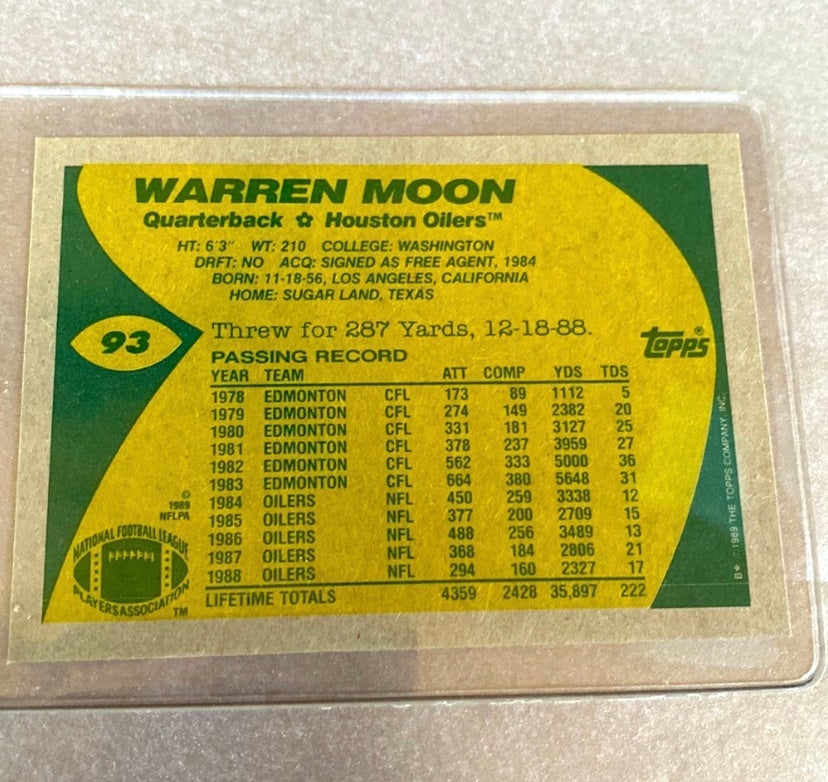 WARREN MOON
Quarterback ☆ Houston Oilers™
HT: 6'3" WT: 210 COLLEGE: WASHINGTON
DRFT: NO ACQ: SIGNED AS FREE AGENT, 1984
BORN: 11-18-56, LOS ANGELES, CALIFORNIA
HOME: SUGAR LAND, TEXAS
93
Threw for 287 Yards, 12-18-88.
topps®
PASSING RECORD
YEAR TEAM ATT COMP YDS TDS
1978 EDMONTON CFL 173 89 1112 5
1979 EDMONTON CFL 274 149 2382 20
1980 EDMONTON CFL 331 181 3127 25
1981 EDMONTON CFL 378 237 3959 27
1982 EDMONTON CFL 562 333 5000 36
1983 EDMONTON CFL 664 380 5648 31
1984 OILERS NFL 450 259 3338 12
1985 OILERS NFL 377 200 2709 15
1986 OILERS NFL 488 256 3489 13
1987 OILERS NFL 368 184 2806 21
1988 OILERS NFL 294 160 2327 17
LIFETIME TOTALS 4359 2428 35,897 222
©
1989
NFLPA
NATIONAL FOOTBALL LEAGUE
PLAYERS ASSOCIATION
TM
B* 1989 THE TOPPS COMPANY, INC.